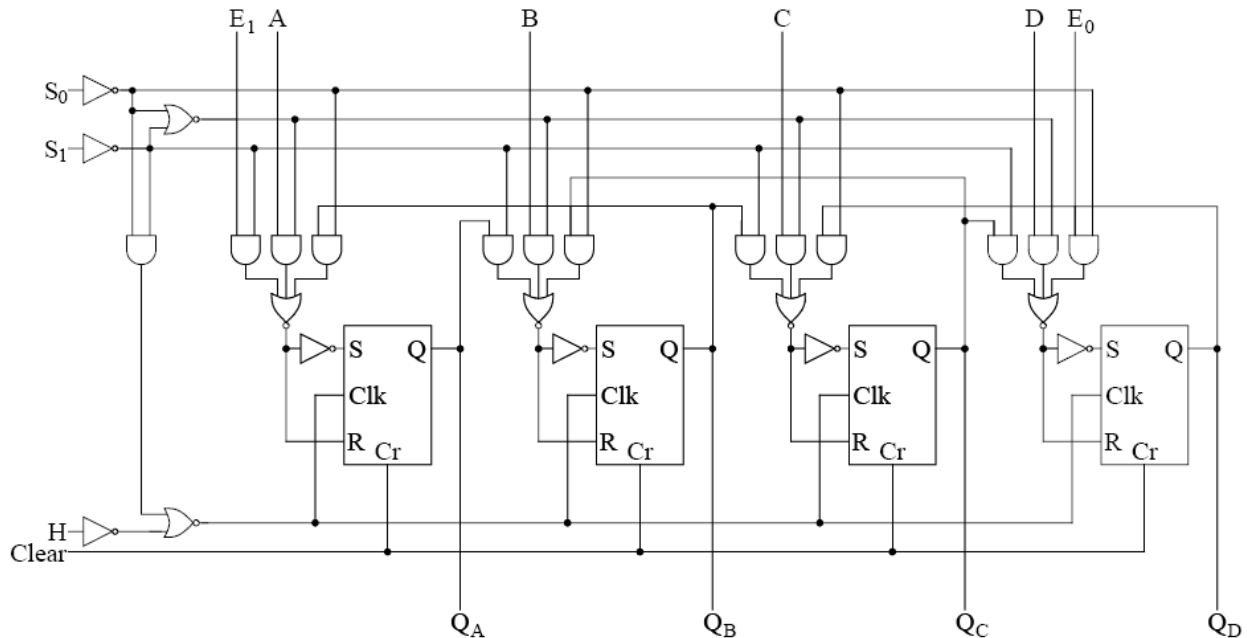 E1 A B C D E0
S0
S1
S Q S Q S Q S Q
Clk Clk Clk Clk
R Cr R Cr R Cr R Cr
H
Clear
QA QB QC QD